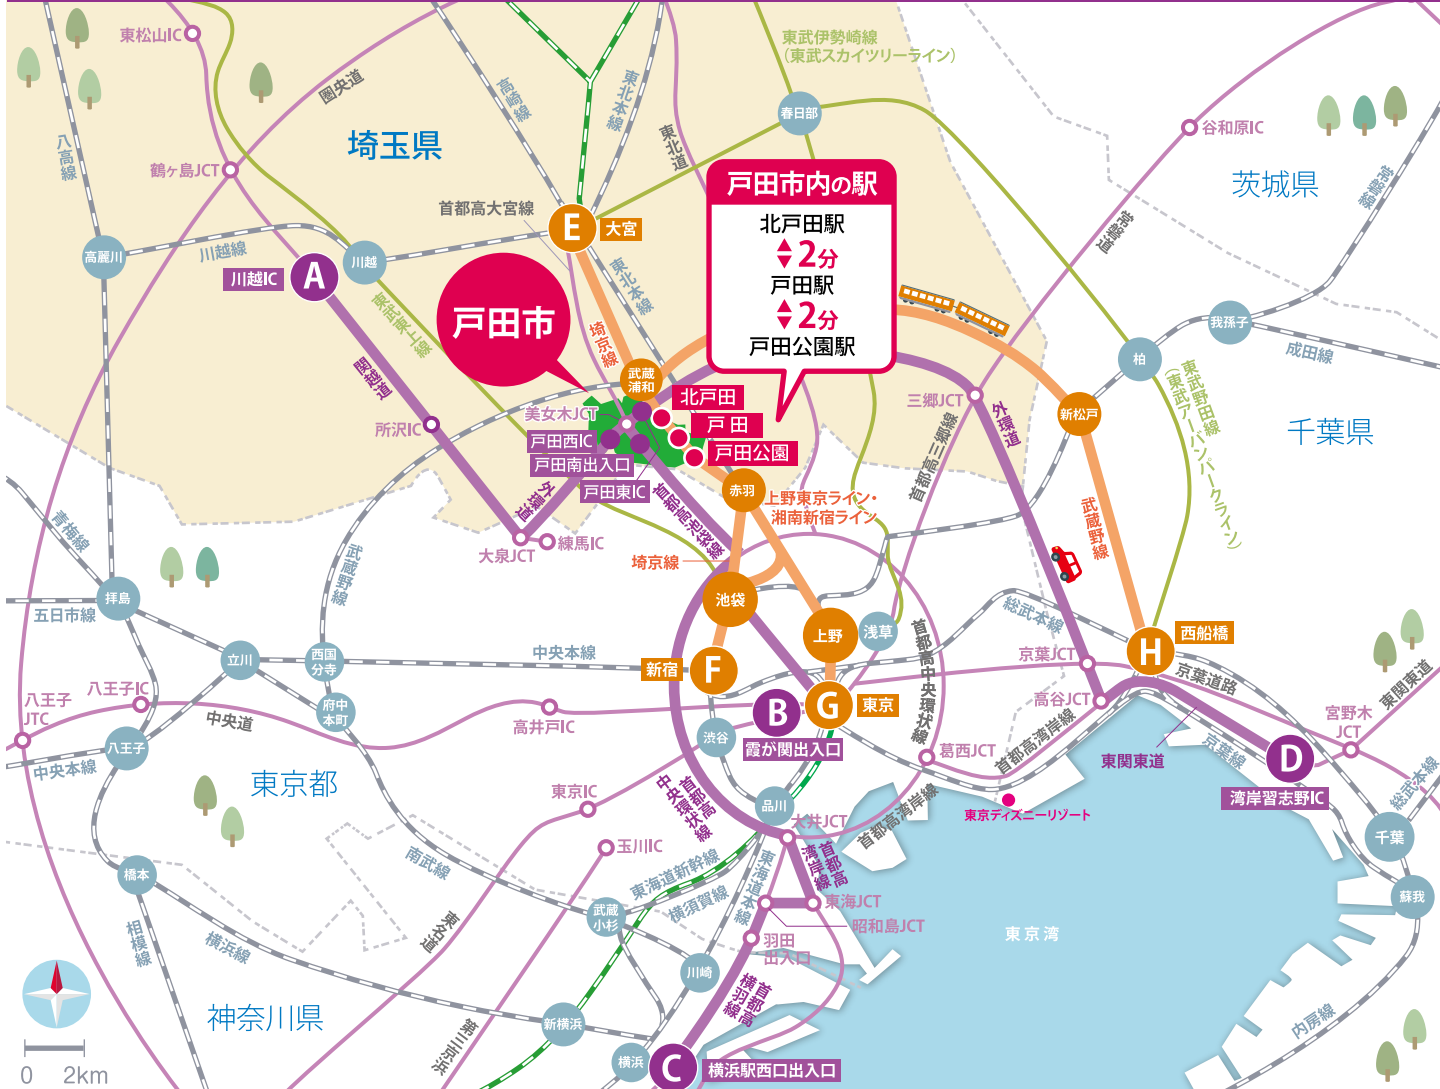 東松山IC
圏央道
埼玉県
八高線
高崎線
東北本線
東北道
東武伊勢崎線
(東武スカイツリーライン)
春日部
谷和原IC
茨城県
常磐線
常磐道
鶴ヶ島JCT
首都高大宮線
E
大宮
高麗川
川越線
川越
川越IC
A
東武東上線
東北本線
戸田市
埼京線
戸田市内の駅
北戸田駅
2分
戸田駅
2分
戸田公園駅
我孫子
成田線
柏
東武野田線
(東武アーバンパークライン)
千葉県
関越道
所沢IC
武蔵
浦和
美女木JCT
北戸田
戸田
戸田公園
戸田西IC
戸田南出入口
戸田東IC
三郷JCT
外環道
新松戸
首都高三郷線
武蔵野線
外環道
大泉JCT
練馬IC
首都高池袋線
赤羽
上野東京ライン・
湘南新宿ライン
埼京線
青梅線
武蔵野線
拝島
五日市線
池袋
上野
浅草
総武本線
立川
西国
分寺
中央本線
新宿
F
首都高中央環状線
京葉JCT
H
西船橋
京葉道路
東関東道
八王子
JTC
八王子IC
中央道
府中
本町
高井戸IC
B
霞が関出入口
G
東京
高谷JCT
宮野木
JCT
八王子
中央本線
渋谷
葛西JCT
首都高湾岸線
東関東道
京葉線
D
湾岸習志野IC
総武本線
東京都
東京IC
首都高
中央環状線
品川
大井JCT
首都高湾岸線
東京ディズニーリゾート
千葉
玉川IC
南武線
東海道新幹線
横須賀線
東海道本線
首都高
湾岸線
東海JCT
昭和島JCT
橋本
武蔵
小杉
蘇我
相模線
横浜線
東名道
川崎
羽田
出入口
東京湾
首都高
横羽線
神奈川県
新横浜
第三京浜
横浜
C
横浜駅西口出入口
内房線
0 2km